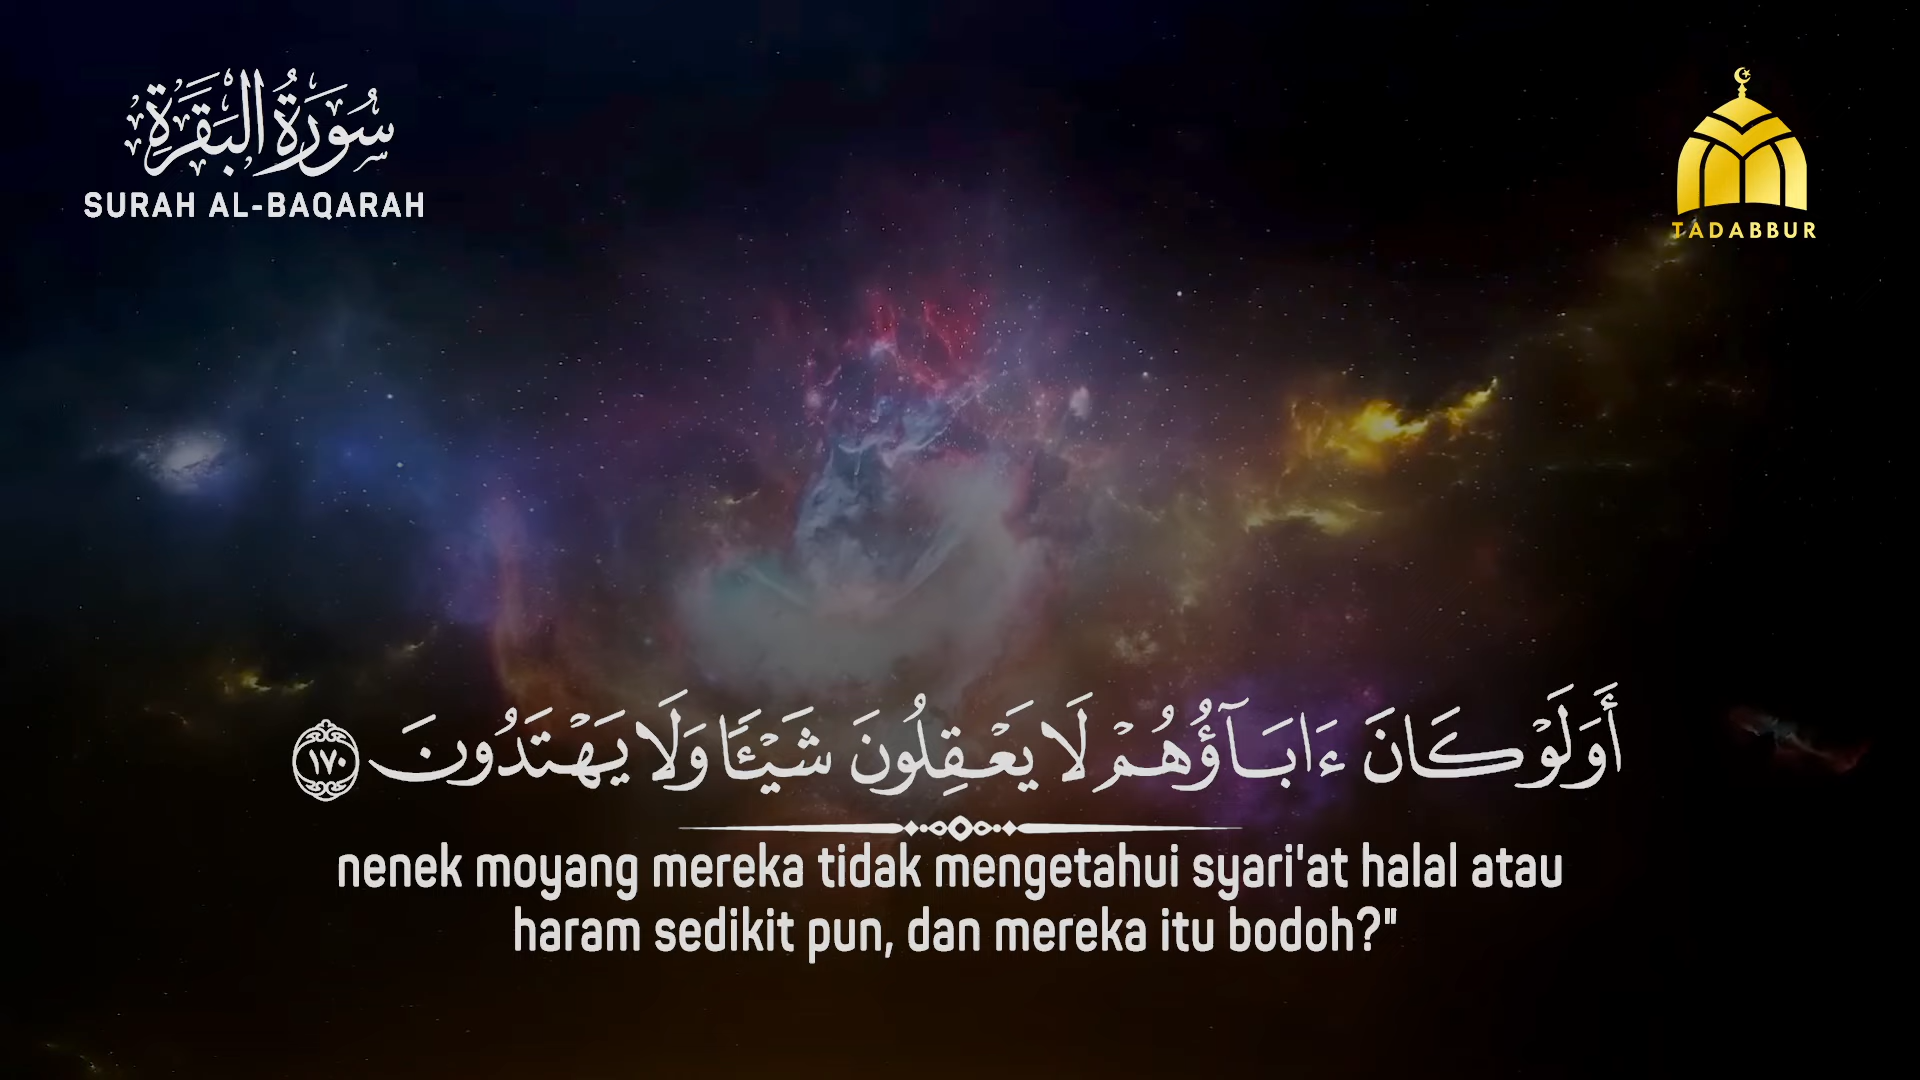 سُورَةُ الْبَقَرَةِ
SURAH AL-BAQARAH
TADABBUR
أَوَلَوْ كَانَ ءَابَآؤُهُمْ لَا يَعْقِلُونَ شَيْـًٔا وَلَا يَهْتَدُونَ ١٧٠
nenek moyang mereka tidak mengetahui syari'at halal atau
haram sedikit pun, dan mereka itu bodoh?"